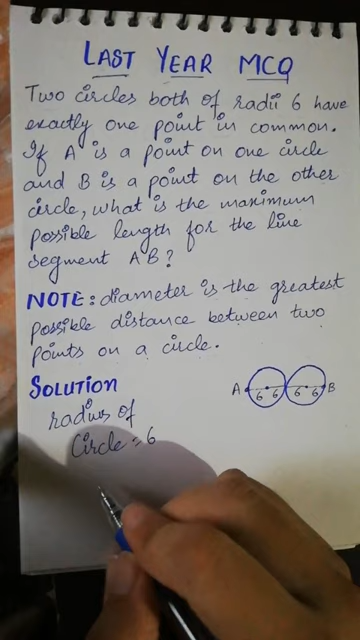 LAST YEAR MCQ
Two circles both of radii 6 have
exactly one point in common.
If A is a point on one circle
and B is a point on the other
circle, what is the maximum
possible length for the line
segment AB?
NOTE: diameter is the greatest
possible distance between two
points on a circle.
SOLUTION
A 6 6 6 6 B
radius of
Circle = 6